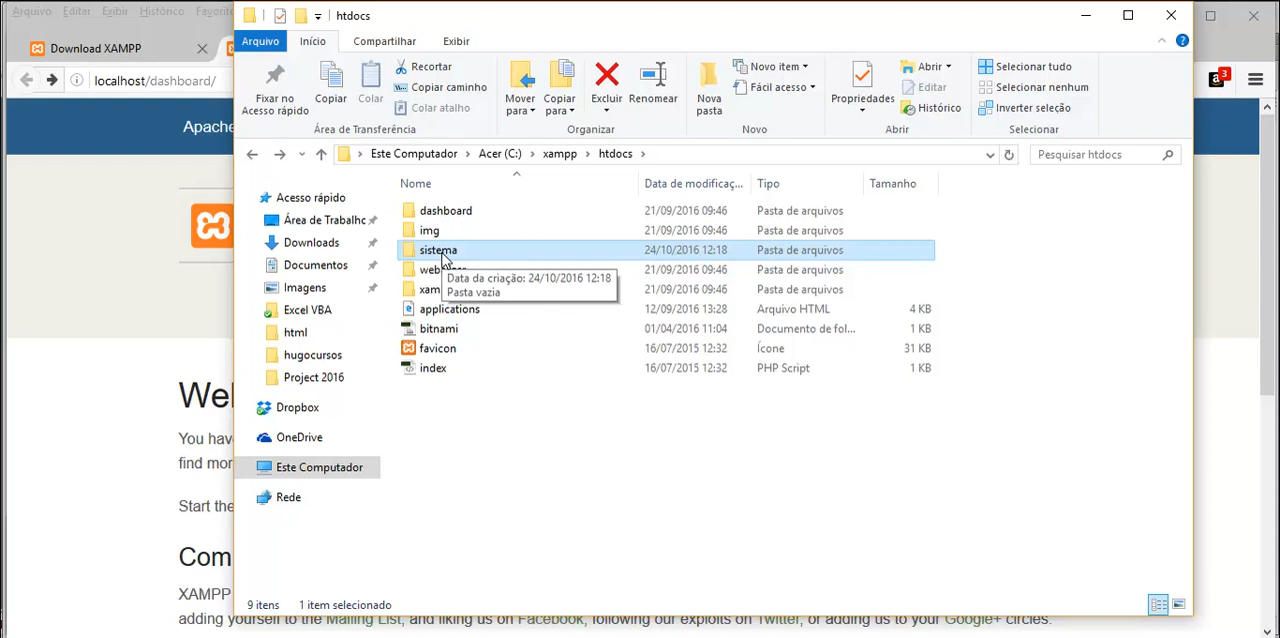 Arquivo Editar Exibir Histórico Favorito
htdocs
Download XAMPP
Arquivo Início Compartilhar Exibir
localhost/dashboard/
Fixar no
Acesso rápido
Copiar
Colar
Recortar
Copiar caminho
Colar atalho
Mover
para
Copiar
para
Excluir
Renomear
Nova
pasta
Novo item
Fácil acesso
Propriedades
Abrir
Editar
Histórico
Selecionar tudo
Selecionar nenhum
Inverter seleção
3
Área de Transferência
Organizar
Novo
Abrir
Selecionar
Apache
Este Computador > Acer (C:) > xampp > htdocs >
Pesquisar htdocs
Nome Data de modificaç... Tipo Tamanho
Acesso rápido
Área de Trabalho
Downloads
Documentos
Imagens
Excel VBA
html
hugocursos
Project 2016
Dropbox
OneDrive
Este Computador
Rede
dashboard 21/09/2016 09:46 Pasta de arquivos
img 21/09/2016 09:46 Pasta de arquivos
sistema 24/10/2016 12:18 Pasta de arquivos
21/09/2016 09:46 Pasta de arquivos
21/09/2016 09:46 Pasta de arquivos
Data da criação: 24/10/2016 12:18
Pasta vazia
applications 12/09/2016 13:28 Arquivo HTML 4 KB
bitnami 01/04/2016 11:04 Documento de fol... 1 KB
favicon 16/07/2015 12:32 Ícone 31 KB
index 16/07/2015 12:32 PHP Script 1 KB
Wel
You hav
find mor
Start the
Com
XAMPP
9 itens 1 item selecionado
adding yourself to the Mailing List, and liking us on Facebook, following our exploits on Twitter, or adding us to your Google+ circles.